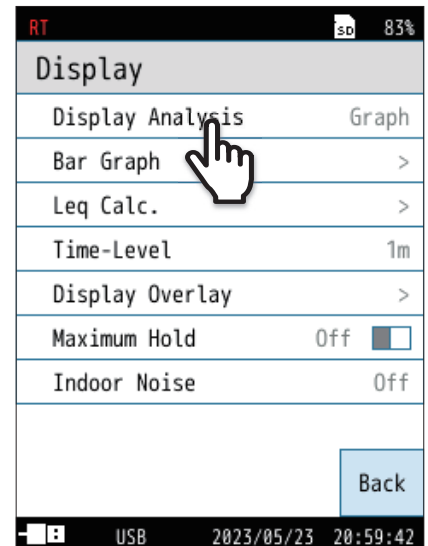 RT SD 83%
Display
Display Analysis Graph
Bar Graph >
Leq Calc. >
Time-Level 1m
Display Overlay >
Maximum Hold Off
Indoor Noise Off
Back
USB 2023/05/23 20:59:42